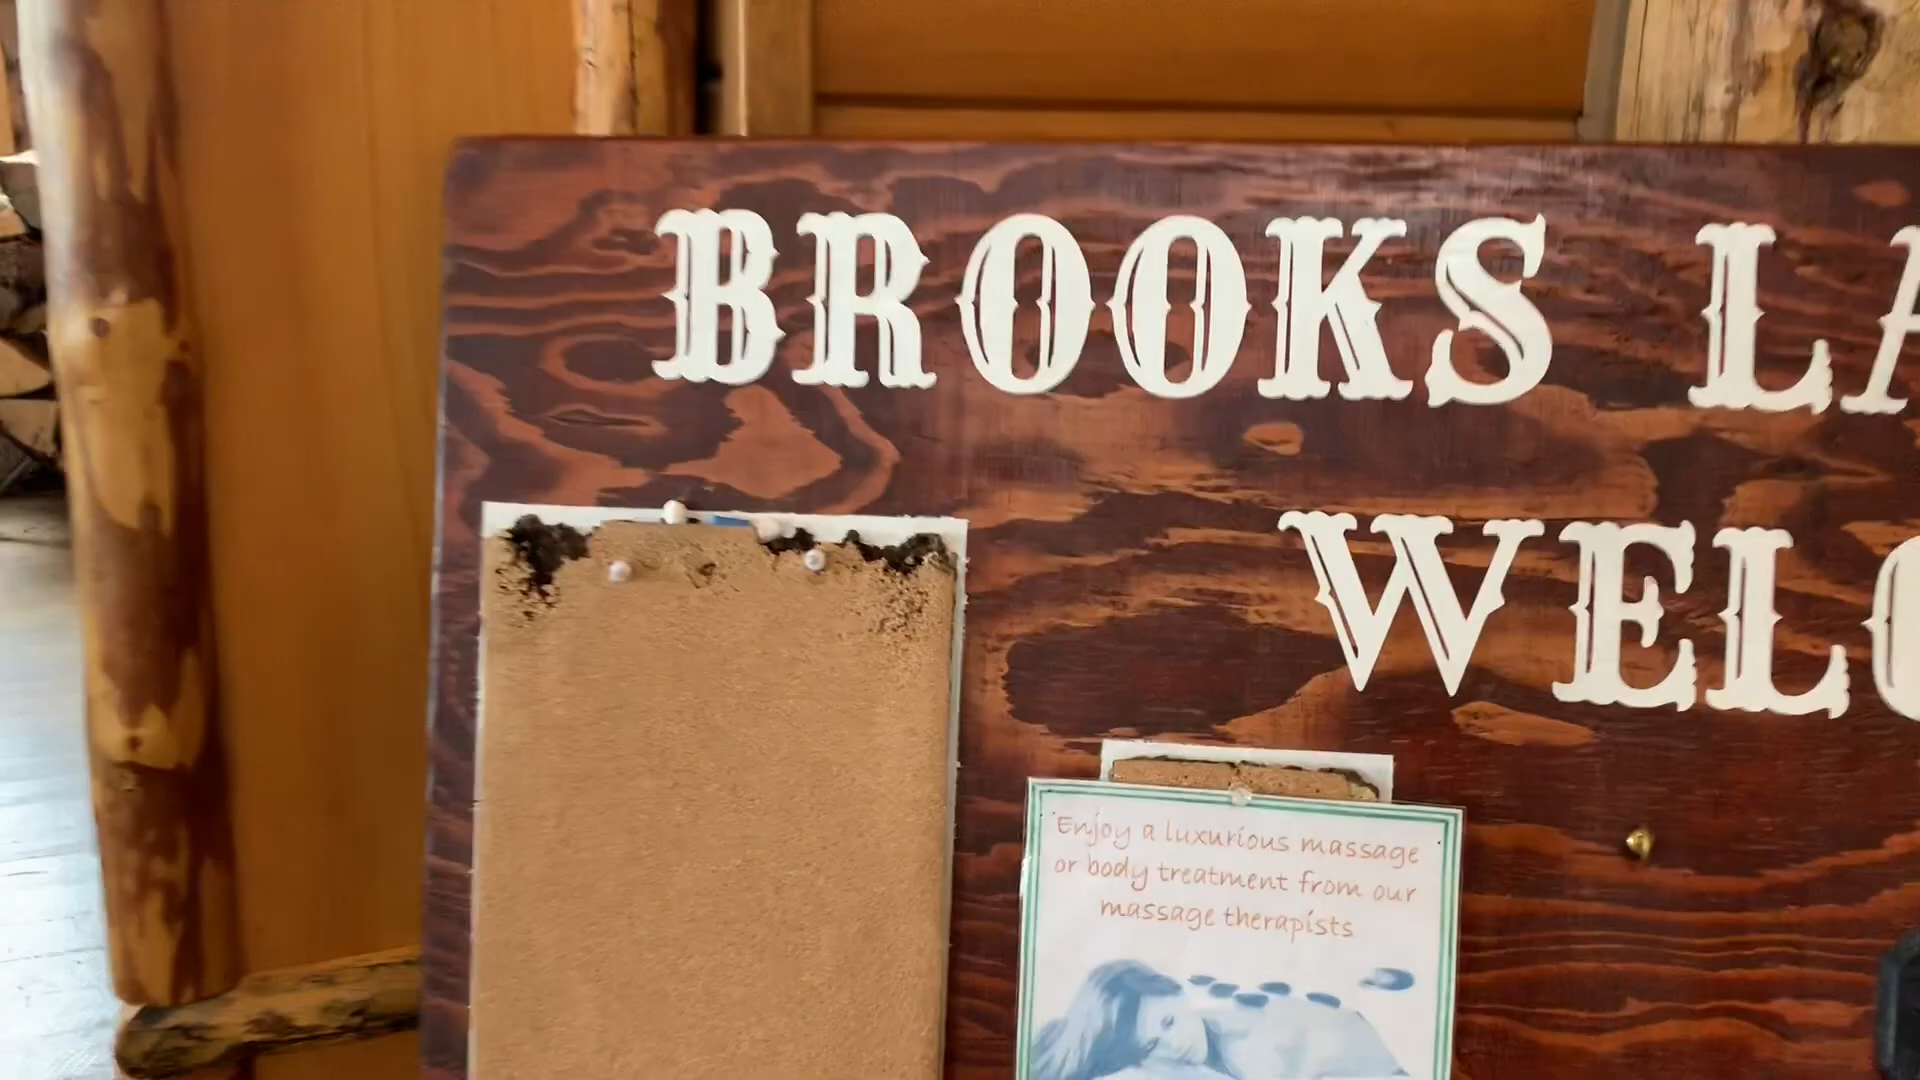 BROOKS LA
WELC
Enjoy a luxurious massage
or body treatment from our
massage therapists